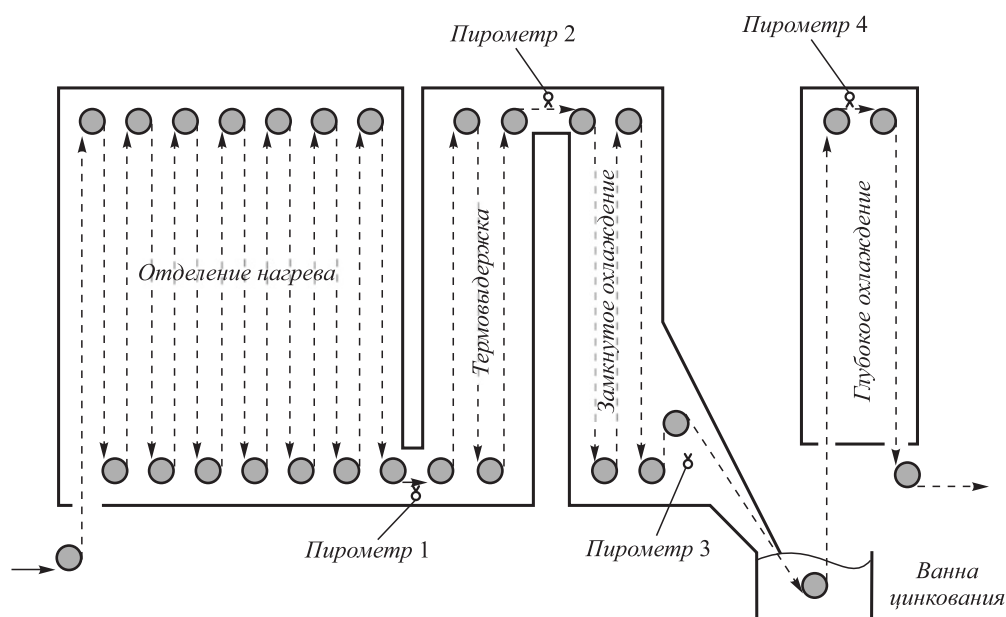 Пирометр 2
Пирометр 4
Отделение нагрева
Термовыдержка
Замкнутое охлаждение
Глубокое охлаждение
Пирометр 1
Пирометр 3
Ванна
цинкования